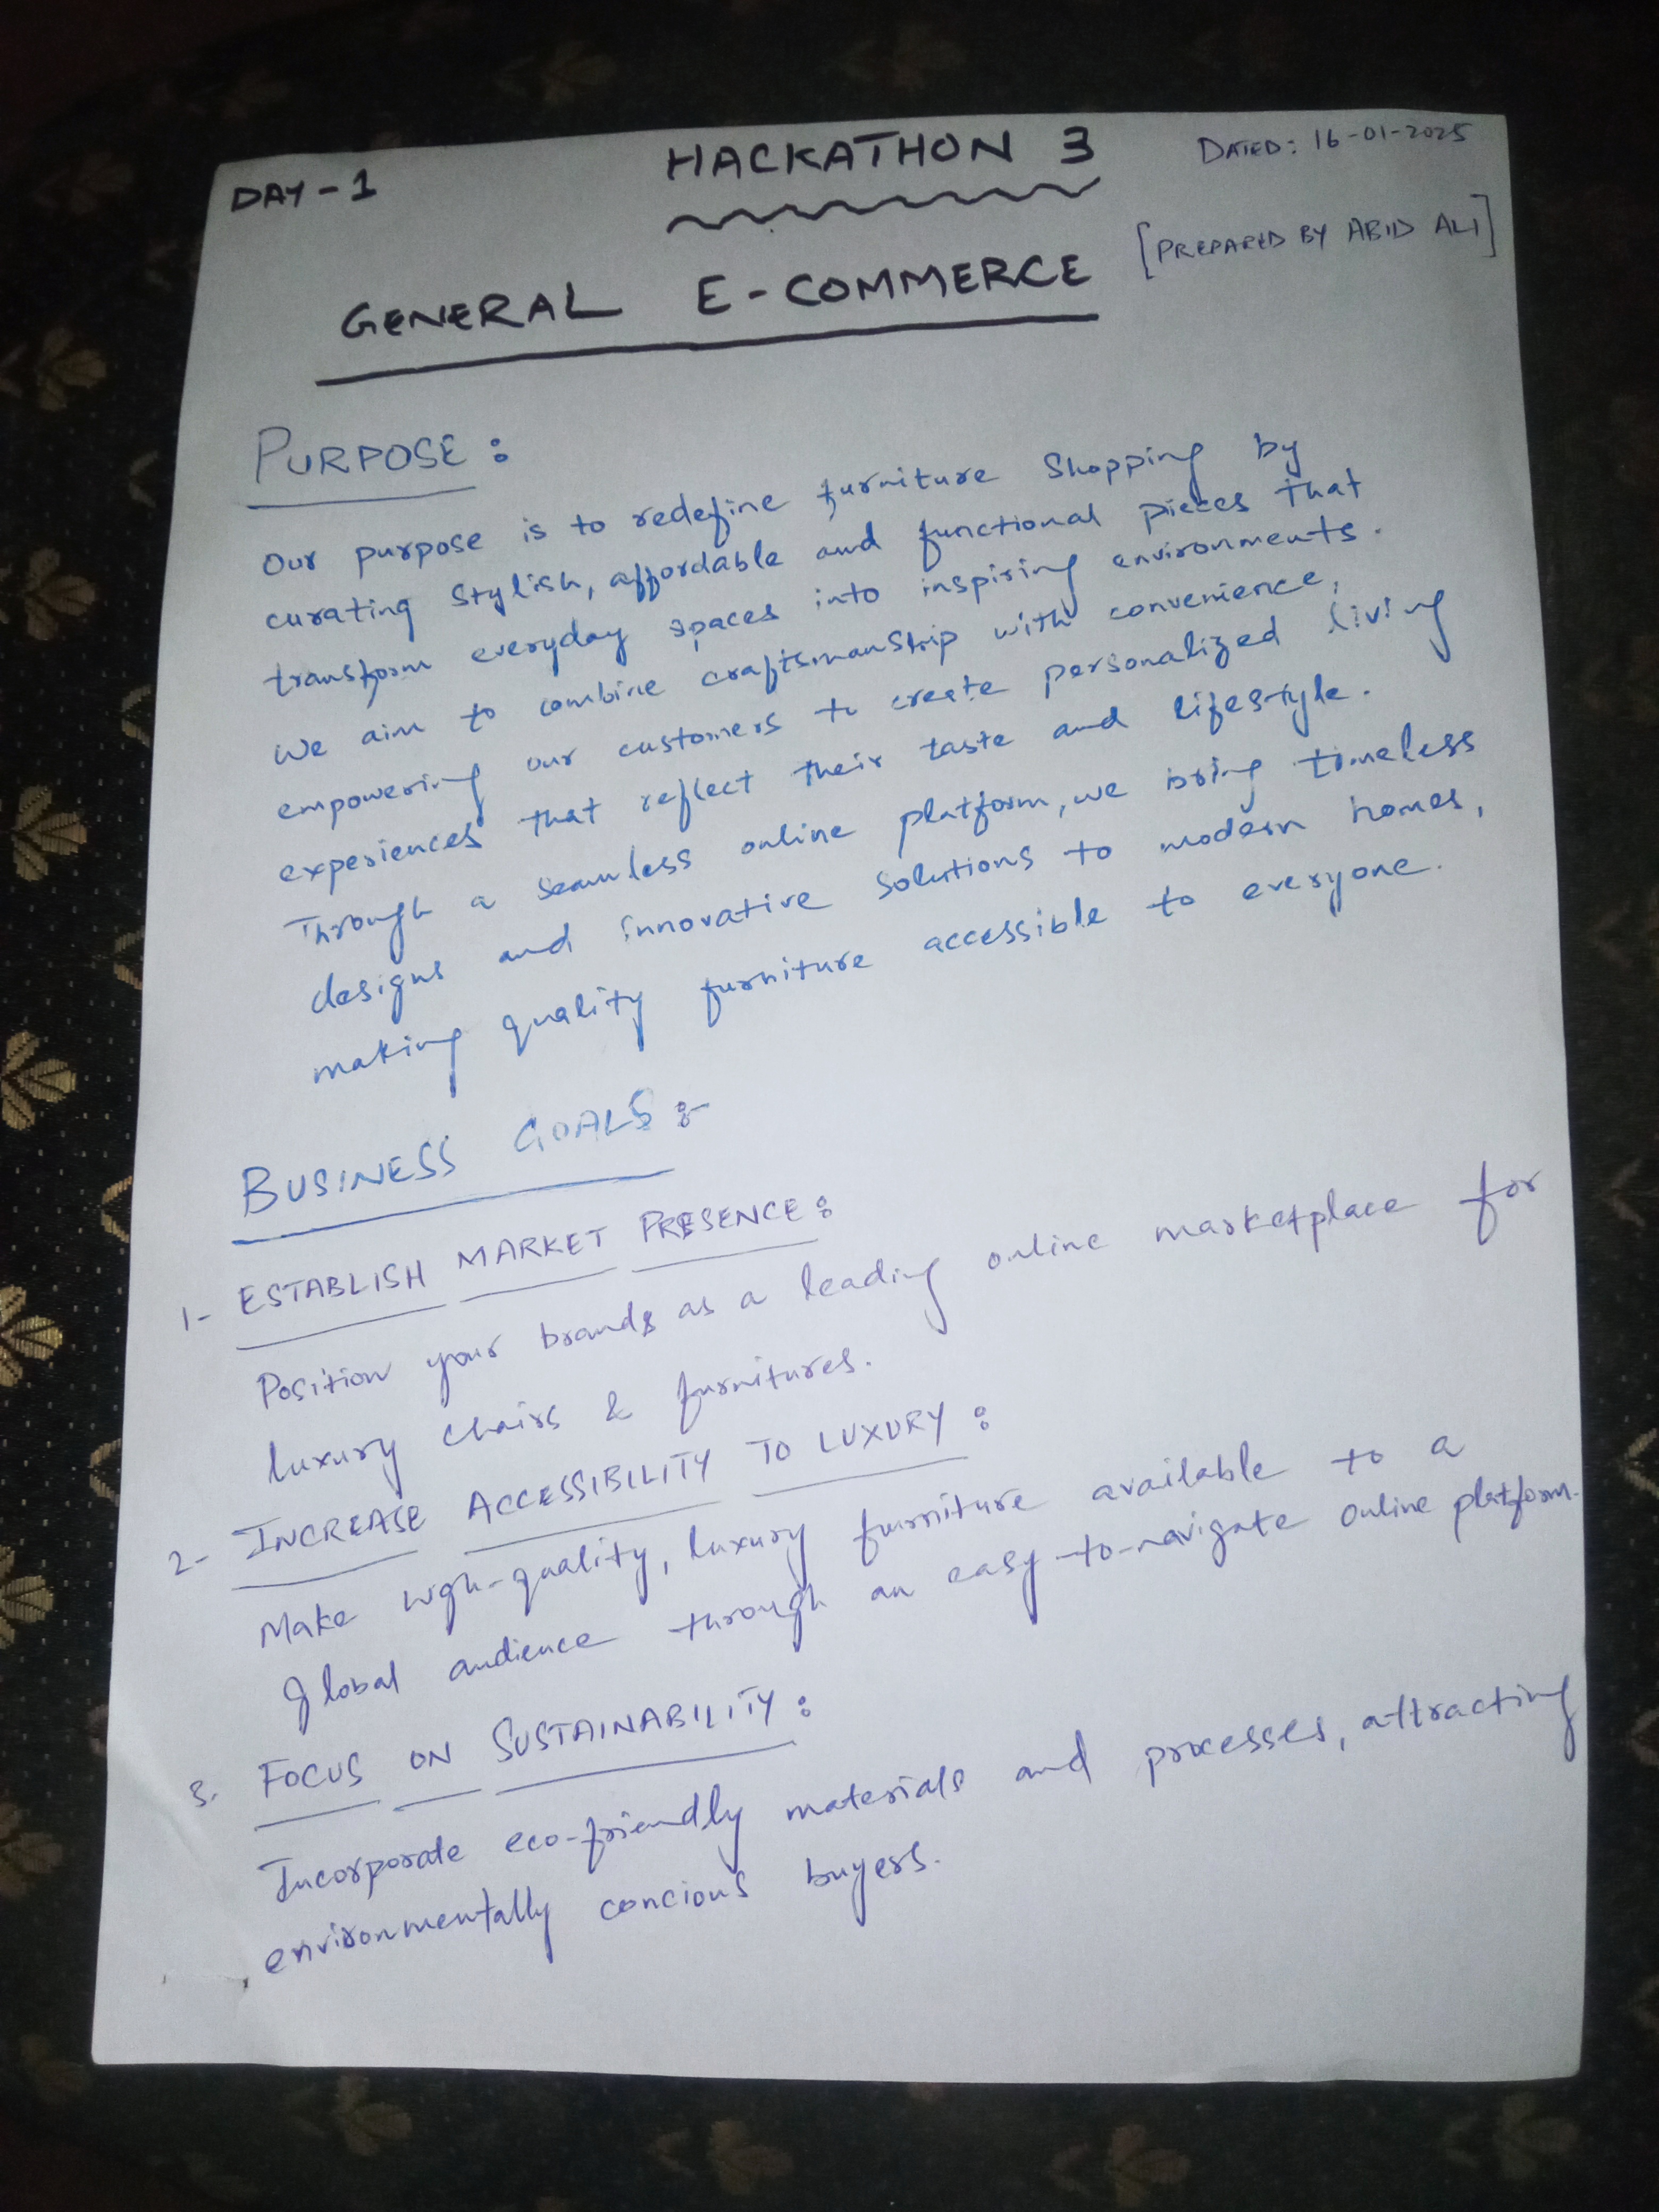 DAY-1
HACKATHON 3
DATED: 16-01-2025
GENERAL E-COMMERCE
[PREPARED BY ABID ALI]
PURPOSE:
Our purpose is to redefine furniture Shopping by
curating Stylish, affordable and functional pieces that
transform everyday spaces into inspiring environments.
We aim to combine craftsmanship with convenience,
empowering our customers to create personalized living
experiences that reflect their taste and lifestyle.
Through a seamless online platform, we bring timeless
designs and innovative solutions to modern homes,
making quality furniture accessible to everyone.
BUSINESS GOALS:-
1- ESTABLISH MARKET PRESENCE:
Position your brands as a leading online marketplace for
luxury chairs & furnitures.
2- INCREASE ACCESSIBILITY TO LUXURY:
Make high-quality, luxury furniture available to a
global audience through an easy-to-navigate online platform.
3. FOCUS ON SUSTAINABILITY:
Incorporate eco-friendly materials and processes, attracting
environmentally concious buyers.